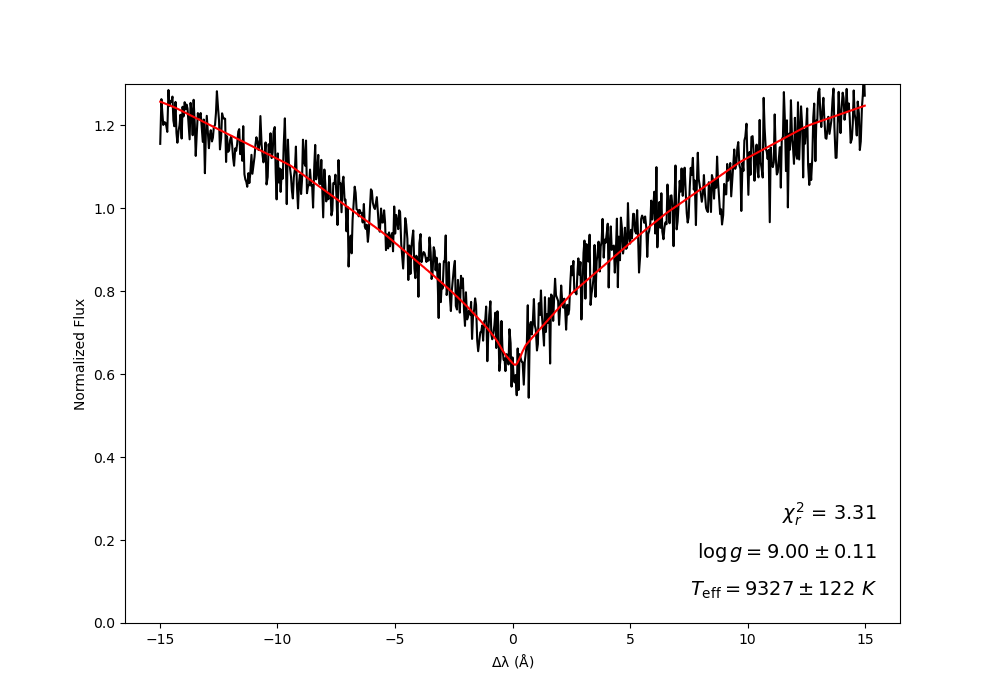 1.2
1.0
0.8
0.6
0.4
0.2
0.0
Normalized Flux
χ²ᵣ = 3.31
log g = 9.00 ± 0.11
T_eff = 9327 ± 122 K
−15 −10 −5 0 5 10 15
Δλ (Å)